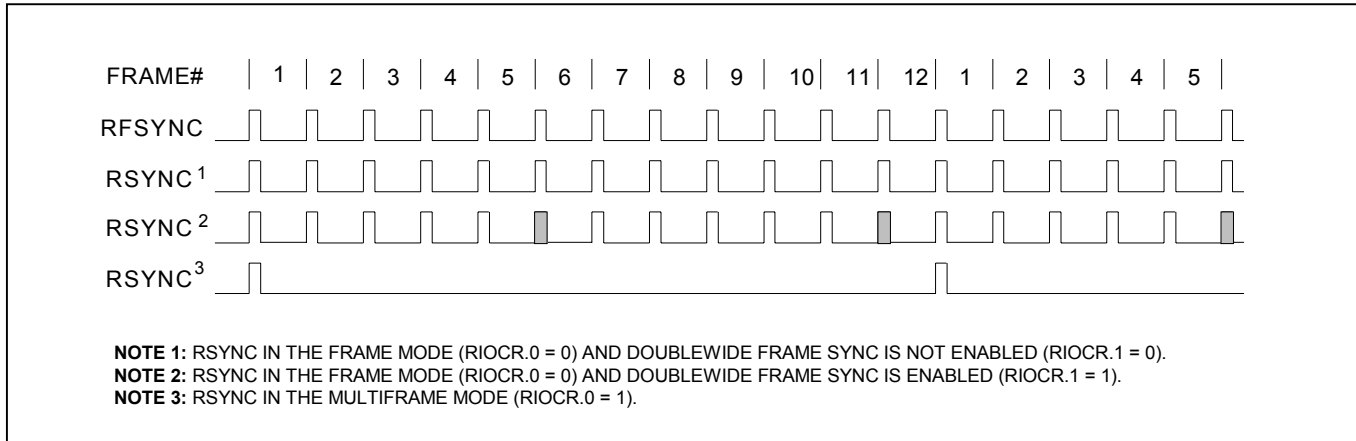 FRAME# | 1 | 2 | 3 | 4 | 5 | 6 | 7 | 8 | 9 | 10 | 11 | 12 | 1 | 2 | 3 | 4 | 5 |
RFSYNC
RSYNC 1
RSYNC 2
RSYNC 3
NOTE 1: RSYNC IN THE FRAME MODE (RIOCR.0 = 0) AND DOUBLEWIDE FRAME SYNC IS NOT ENABLED (RIOCR.1 = 0).
NOTE 2: RSYNC IN THE FRAME MODE (RIOCR.0 = 0) AND DOUBLEWIDE FRAME SYNC IS ENABLED (RIOCR.1 = 1).
NOTE 3: RSYNC IN THE MULTIFRAME MODE (RIOCR.0 = 1).